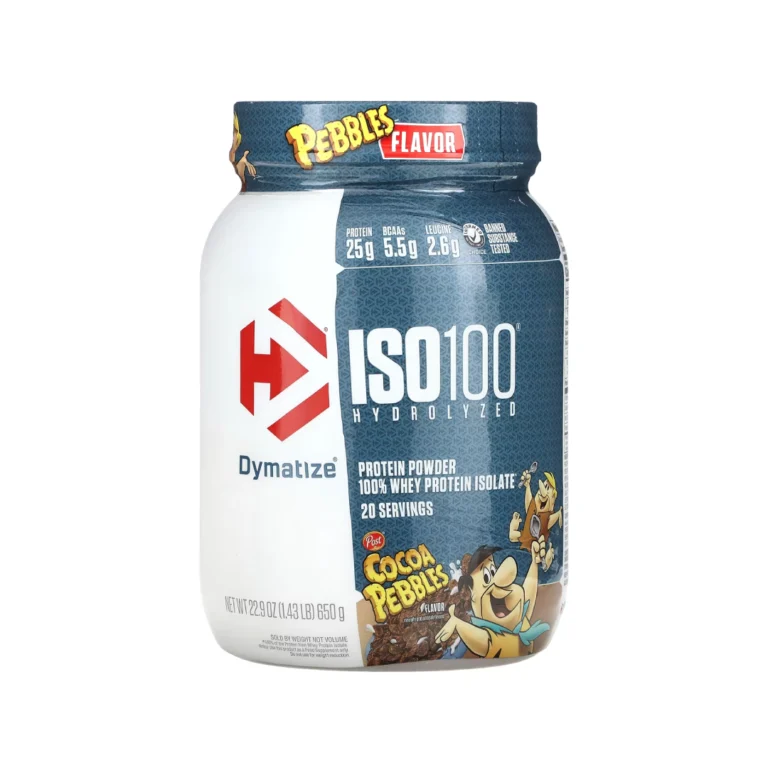 PEBBLES
FLAVOR
PROTEIN 25g
BCAAs 5.5g
LEUCINE 2.6g
BANNED
SUBSTANCE
TESTED
ISO100®
HYDROLYZED
Dymatize®
PROTEIN POWDER
100% WHEY PROTEIN ISOLATE
20 SERVINGS
Post
COCOA
PEBBLES
FLAVOR
NET WT 22.9 OZ (1.43 LB) 650 g
SOLD BY WEIGHT NOT VOLUME